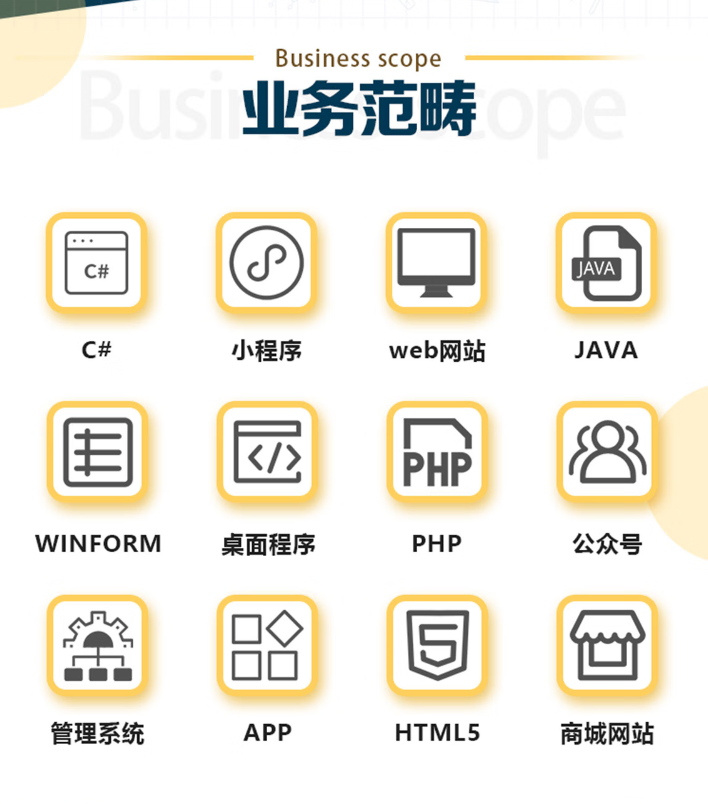 Business scope
Business scope
业务范畴
C#
JAVA
C# 小程序 web网站 JAVA
PHP
WINFORM 桌面程序 PHP 公众号
5
管理系统 APP HTML5 商城网站